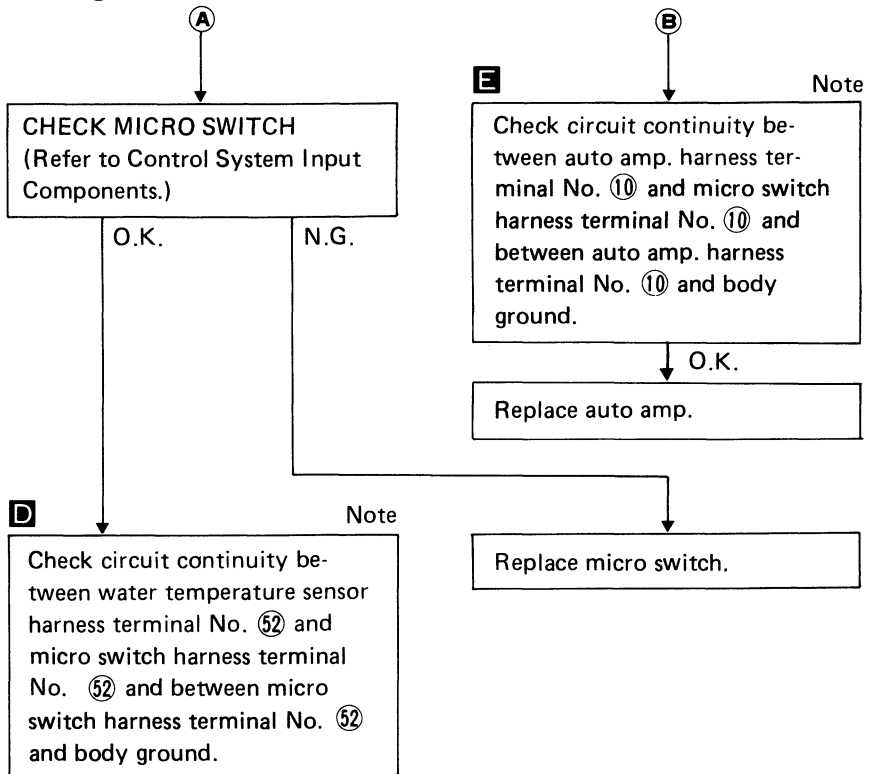 A
B
E
Note
CHECK MICRO SWITCH
(Refer to Control System Input
Components.)
Check circuit continuity be-
tween auto amp. harness ter-
minal No. ⑩ and micro switch
harness terminal No. ⑩ and
between auto amp. harness
terminal No. ⑩ and body
ground.
O.K.
N.G.
O.K.
Replace auto amp.
D
Note
Check circuit continuity be-
tween water temperature sensor
harness terminal No. 52 and
micro switch harness terminal
No. 52 and between micro
switch harness terminal No. 52
and body ground.
Replace micro switch.